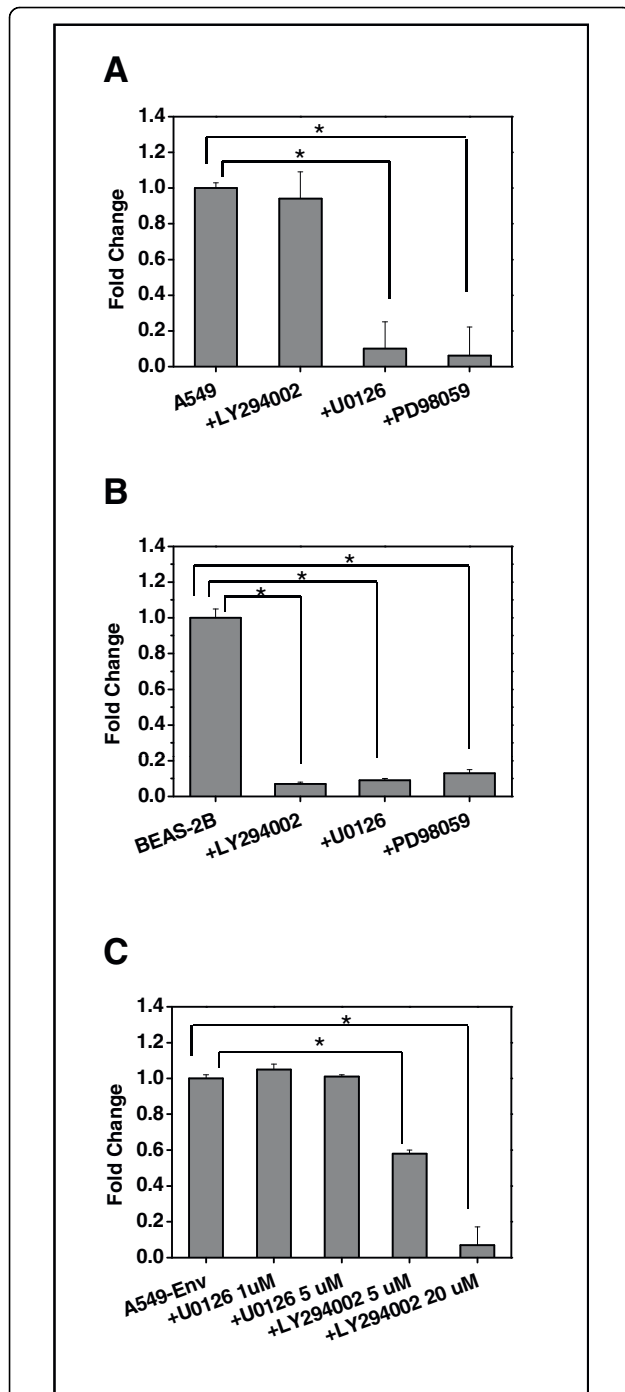 A
1.4
1.2
1.0
0.8
0.6
0.4
0.2
0.0
Fold Change
*
*
A549
+LY294002
+U0126
+PD98059
B
1.4
1.2
1.0
0.8
0.6
0.4
0.2
0.0
Fold Change
*
*
*
BEAS-2B
+LY294002
+U0126
+PD98059
C
1.4
1.2
1.0
0.8
0.6
0.4
0.2
0.0
Fold Change
*
*
A549-Env
+U0126 1uM
+U0126 5 uM
+LY294002 5 uM
+LY294002 20 uM